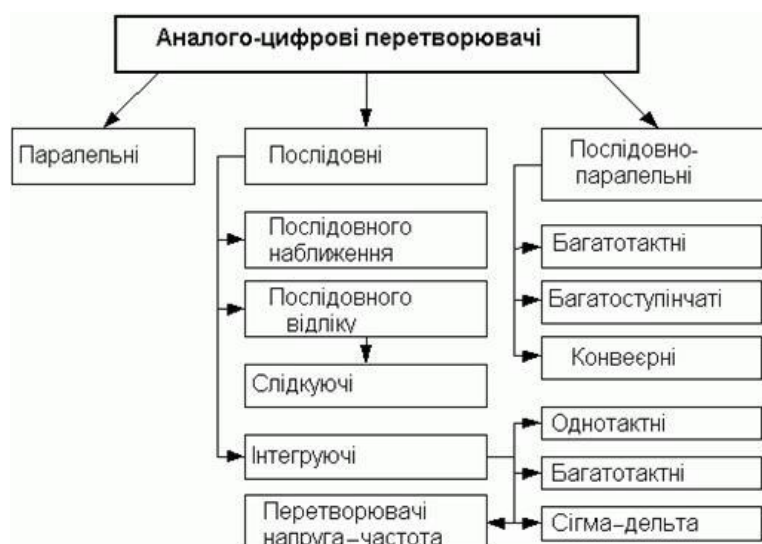 Аналого-цифрові перетворювачі
Паралельні
Послідовні
Послідовно-
паралельні
Послідовного
наближення
Послідовного
відліку
Слідкуючі
Інтегруючі
Перетворювачі
напруга–частота
Багатотактні
Багатоступінчаті
Конвеєрні
Однотактні
Багатотактні
Сігма–дельта